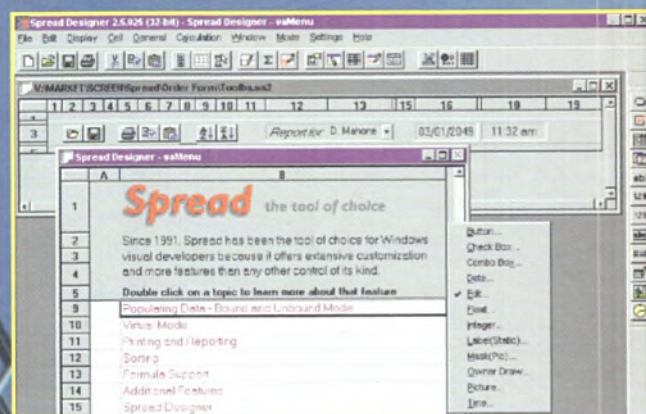 Spread Designer 2.5.025 (32-bit) - Spread Designer - vaMenu
File Edit Display Cell General Calculation Window Mode Settings Help
V:\MARKET\SCREEN\Spread\Order Form\Toolba.ss2
1 2 3 4 5 6 7 8 9 10 11 12 13 15 16 18 19
3 Report for: D. Mahone 03/01/2049 11:32 am
Spread Designer - ssMenu
A B
1 Spread the tool of choice
2 Since 1991, Spread has been the tool of choice for Windows
3 visual developers because it offers extensive customization
4 and more features than any other control of its kind.
5 Double click on a topic to learn more about that feature
9 Populating Data - Bound and Unbound Mode
10 Virtual Mode
11 Printing and Reporting
12 Sorting
13 Formula Support
14 Additional Features
15 Spread Designer
Button...
Check Box...
Combo Box...
Date...
Edit...
Float...
Integer...
Label(Static)...
Mask(Pic)...
Owner Draw...
Picture...
Time...